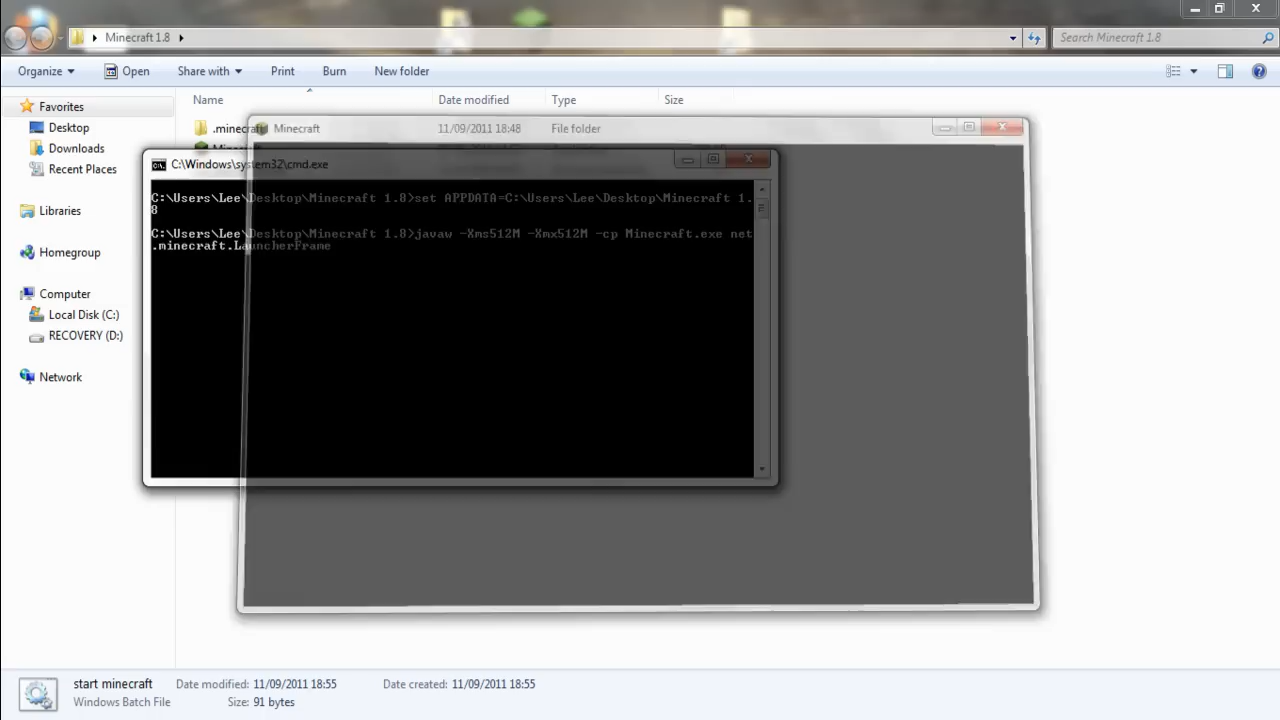 Minecraft 1.8
Search Minecraft 1.8
Organize Open Share with Print Burn New folder
Name Date modified Type Size
Favorites
Desktop
Downloads
Recent Places
Libraries
Homegroup
Computer
Local Disk (C:)
RECOVERY (D:)
Network
.minecraft 11/09/2011 18:48 File folder
Minecraft
C:\Windows\system32\cmd.exe
C:\Users\Lee\Desktop\Minecraft 1.8>set APPDATA=C:\Users\Lee\Desktop\Minecraft 1.
8
C:\Users\Lee\Desktop\Minecraft 1.8>javaw -Xms512M -Xmx512M -cp Minecraft.exe net
.minecraft.LauncherFrame
start minecraft Date modified: 11/09/2011 18:55 Date created: 11/09/2011 18:55
Windows Batch File Size: 91 bytes